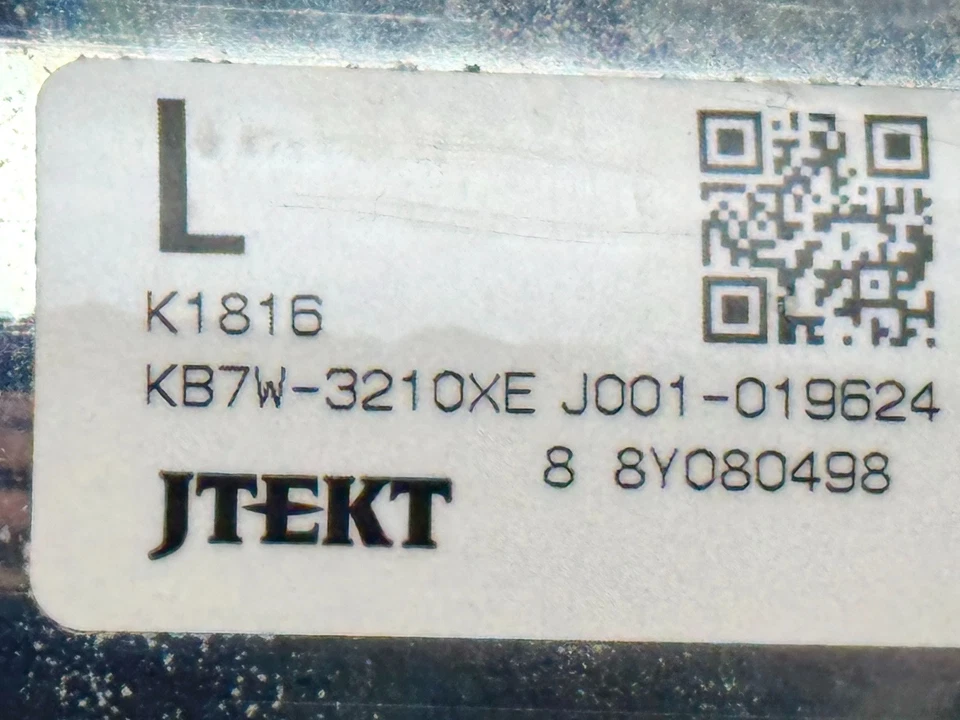 L
K1816
KB7W-3210XE J001-019624
8 8Y080498
JTEKT